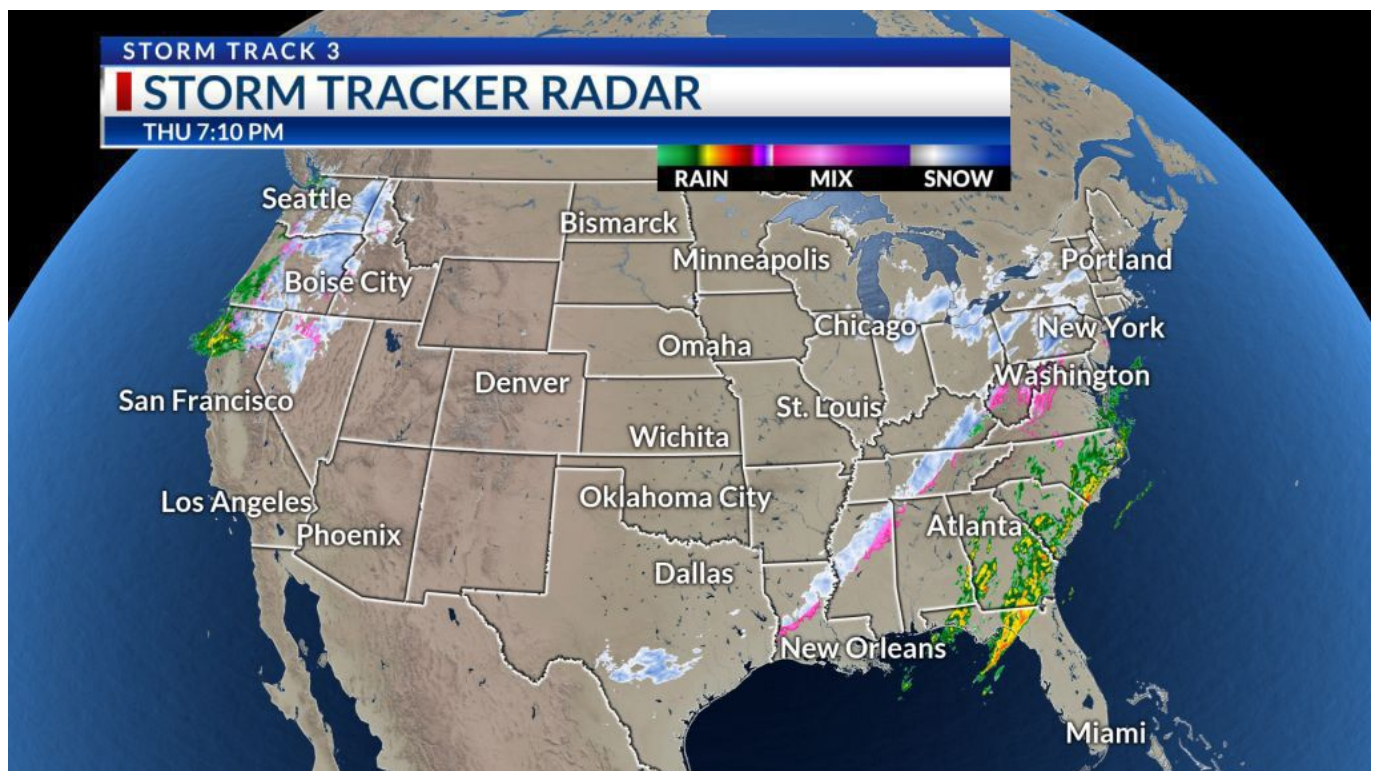 STORM TRACK 3
STORM TRACKER RADAR
THU 7:10 PM
RAIN MIX SNOW
Seattle
Bismarck
Minneapolis
Portland
Boise City
Chicago
New York
Omaha
Washington
Denver
San Francisco
St. Louis
Wichita
Los Angeles
Oklahoma City
Atlanta
Phoenix
Dallas
New Orleans
Miami